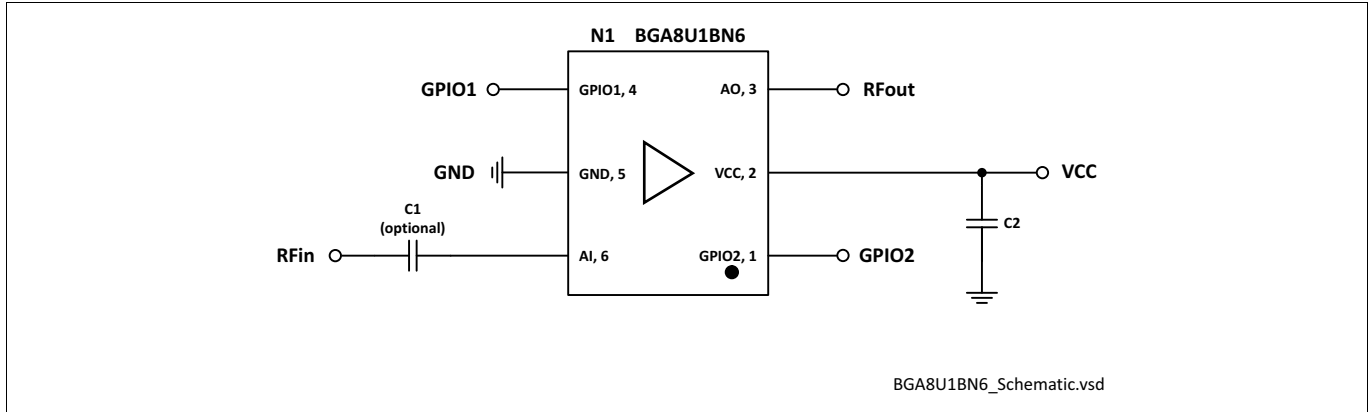 N1 BGA8U1BN6
GPIO1
GPIO1, 4
AO, 3
RFout
GND
GND, 5
VCC, 2
VCC
C1
(optional)
C2
RFin
AI, 6
GPIO2, 1
GPIO2
BGA8U1BN6_Schematic.vsd